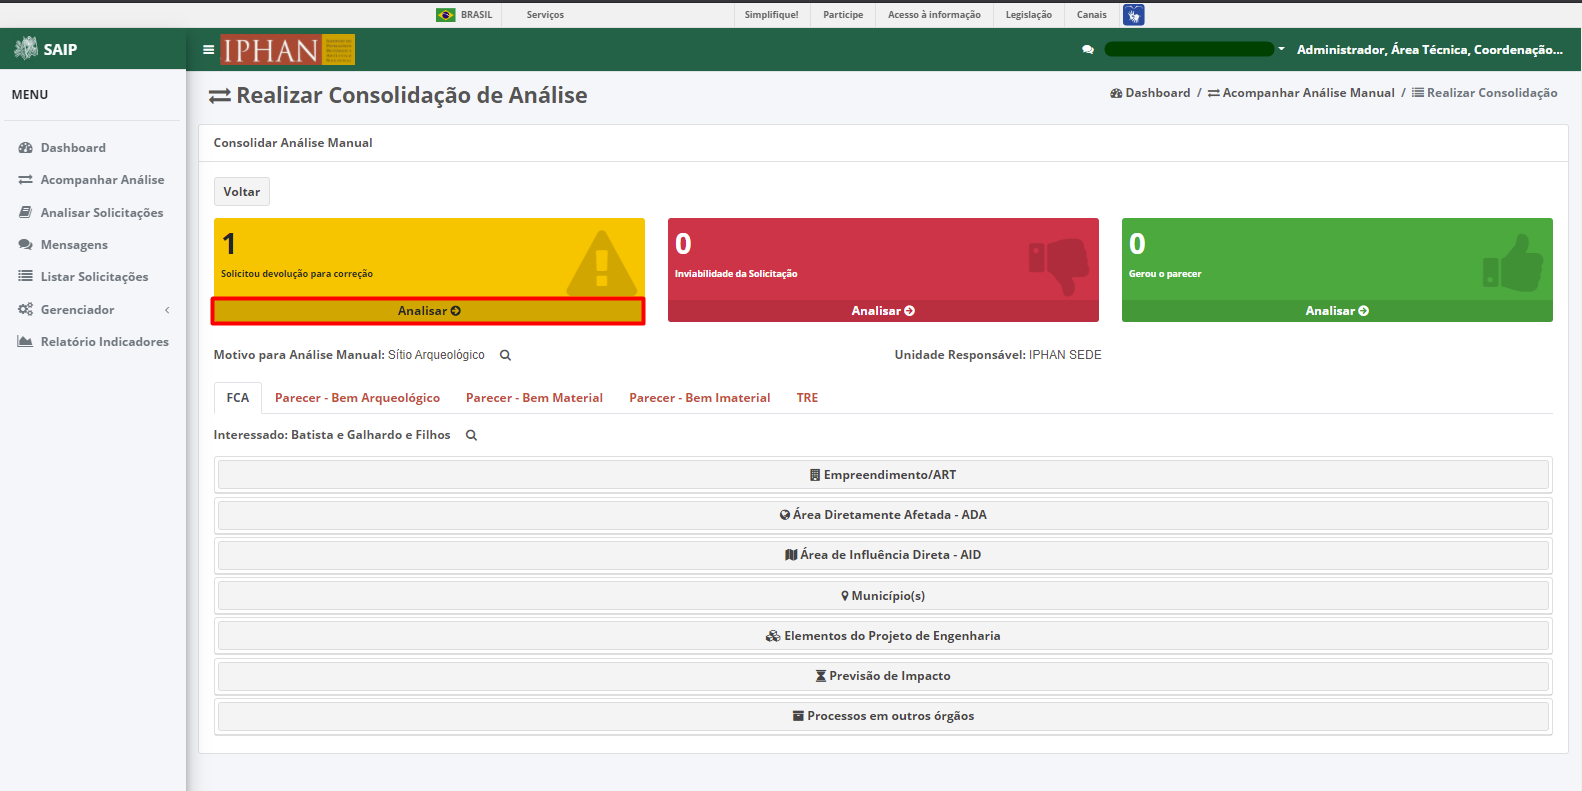 BRASIL Serviços Simplifique! Participe Acesso à informação Legislação Canais
SAIP
IPHAN
Administrador, Área Técnica, Coordenação...
MENU
Dashboard
Acompanhar Análise
Analisar Solicitações
Mensagens
Listar Solicitações
Gerenciador
Relatório Indicadores
Realizar Consolidação de Análise
Dashboard / Acompanhar Análise Manual / Realizar Consolidação
Consolidar Análise Manual
Voltar
1
Solicitou devolução para correção
Analisar
0
Inviabilidade da Solicitação
Analisar
0
Gerou o parecer
Analisar
Motivo para Análise Manual: Sítio Arqueológico
Unidade Responsável: IPHAN SEDE
FCA Parecer - Bem Arqueológico Parecer - Bem Material Parecer - Bem Imaterial TRE
Interessado: Batista e Galhardo e Filhos
Empreendimento/ART
Área Diretamente Afetada - ADA
Área de Influência Direta - AID
Município(s)
Elementos do Projeto de Engenharia
Previsão de Impacto
Processos em outros órgãos